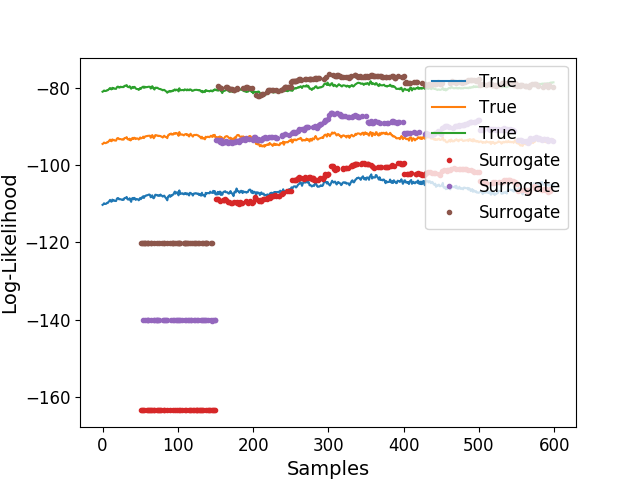 Log-Likelihood
−80
−100
−120
−140
−160
0
100
200
300
400
500
600
Samples
True
True
True
Surrogate
Surrogate
Surrogate